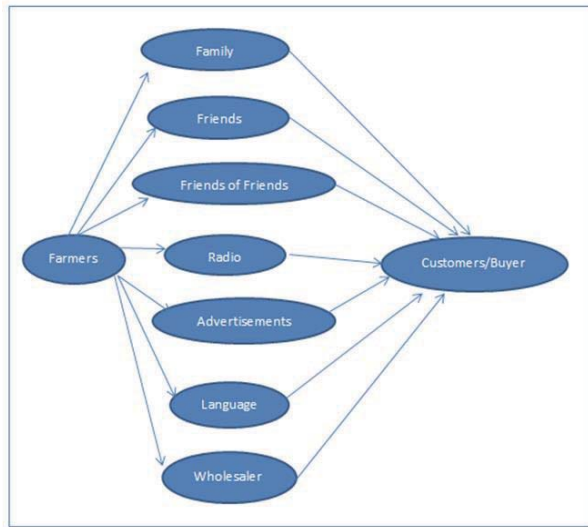 Family
Friends
Friends of Friends
Farmers
Radio
Customers/Buyer
Advertisements
Language
Wholesaler